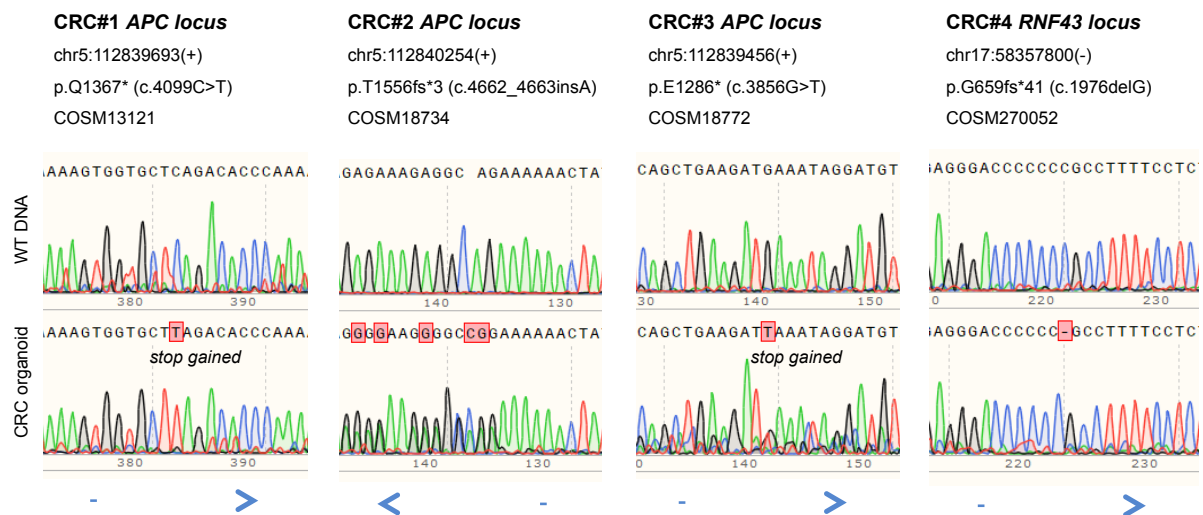 CRC#1 APC locus
chr5:112839693(+)
p.Q1367* (c.4099C>T)
COSM13121
CRC#2 APC locus
chr5:112840254(+)
p.T1556fs*3 (c.4662_4663insA)
COSM18734
CRC#3 APC locus
chr5:112839456(+)
p.E1286* (c.3856G>T)
COSM18772
CRC#4 RNF43 locus
chr17:58357800(-)
p.G659fs*41 (c.1976delG)
COSM270052
WT DNA
AAAGTGGTGCTCAGACACCCAAA
380 390
GAGAAAGAGGC AGAAAAAACTA
140 130
CAGCTGAAGATGAAATAGGATGT
30 140 150
GAGGGACCCCCCCGCCTTTTCCTC
0 220 230
CRC organoid
AAAGTGGTGCTTAGACACCCAAA
stop gained
380 390
GGGGAAGGGGCCGGAAAAAACTA
140 130
CAGCTGAAGATTAAATAGGATGT
stop gained
0 140 150
GAGGGACCCCCC-GCCTTTTCCTC
220 230
- >
< -
- >
- >